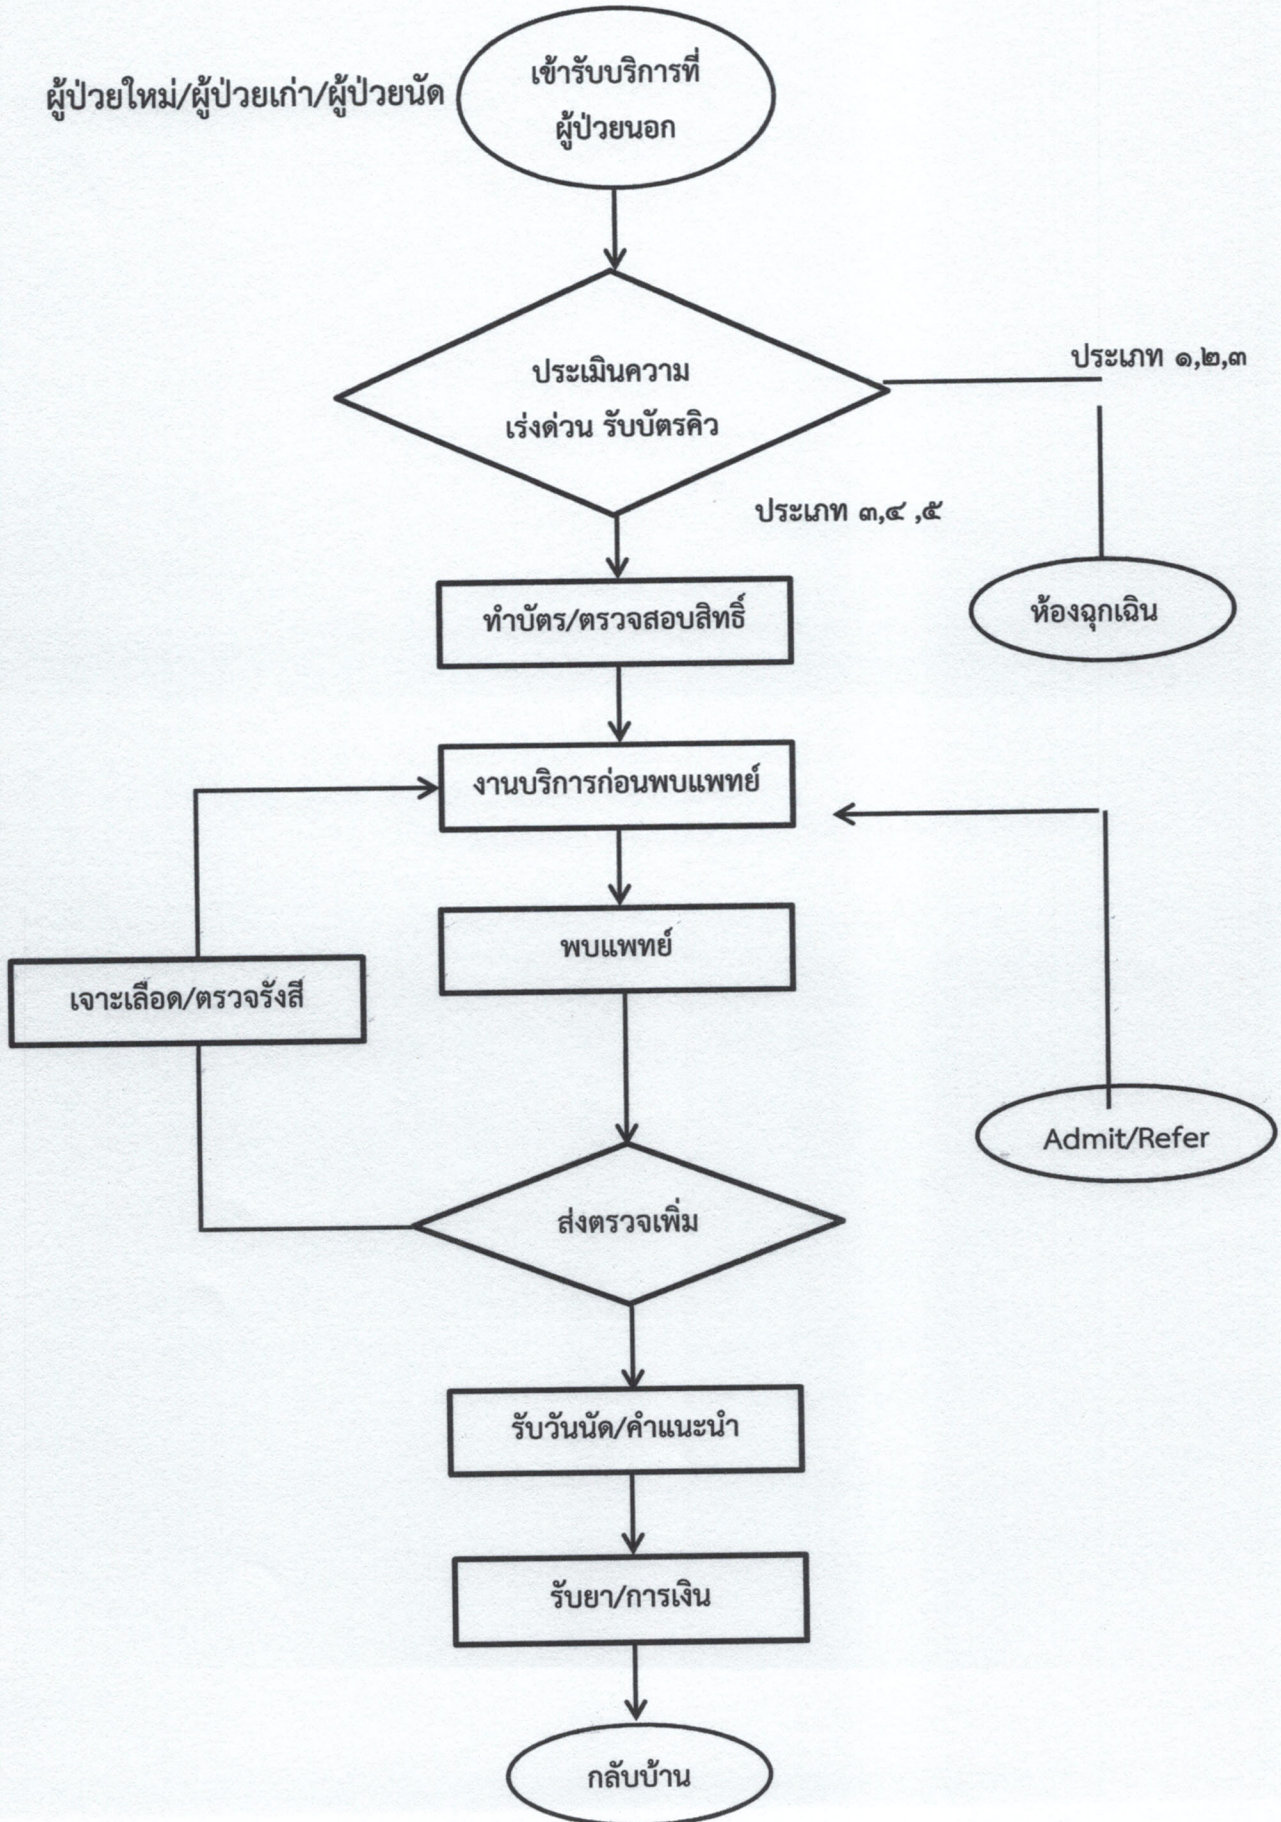 ผู้ป่วยใหม่/ผู้ป่วยเก่า/ผู้ป่วยนัด
เข้ารับบริการที่
ผู้ป่วยนอก
ประเมินความ
เร่งด่วน รับบัตรคิว
ประเภท ๑,๒,๓
ประเภท ๓,๔ ,๕
ทำบัตร/ตรวจสอบสิทธิ์
ห้องฉุกเฉิน
งานบริการก่อนพบแพทย์
พบแพทย์
เจาะเลือด/ตรวจรังสี
Admit/Refer
ส่งตรวจเพิ่ม
รับวันนัด/คำแนะนำ
รับยา/การเงิน
กลับบ้าน